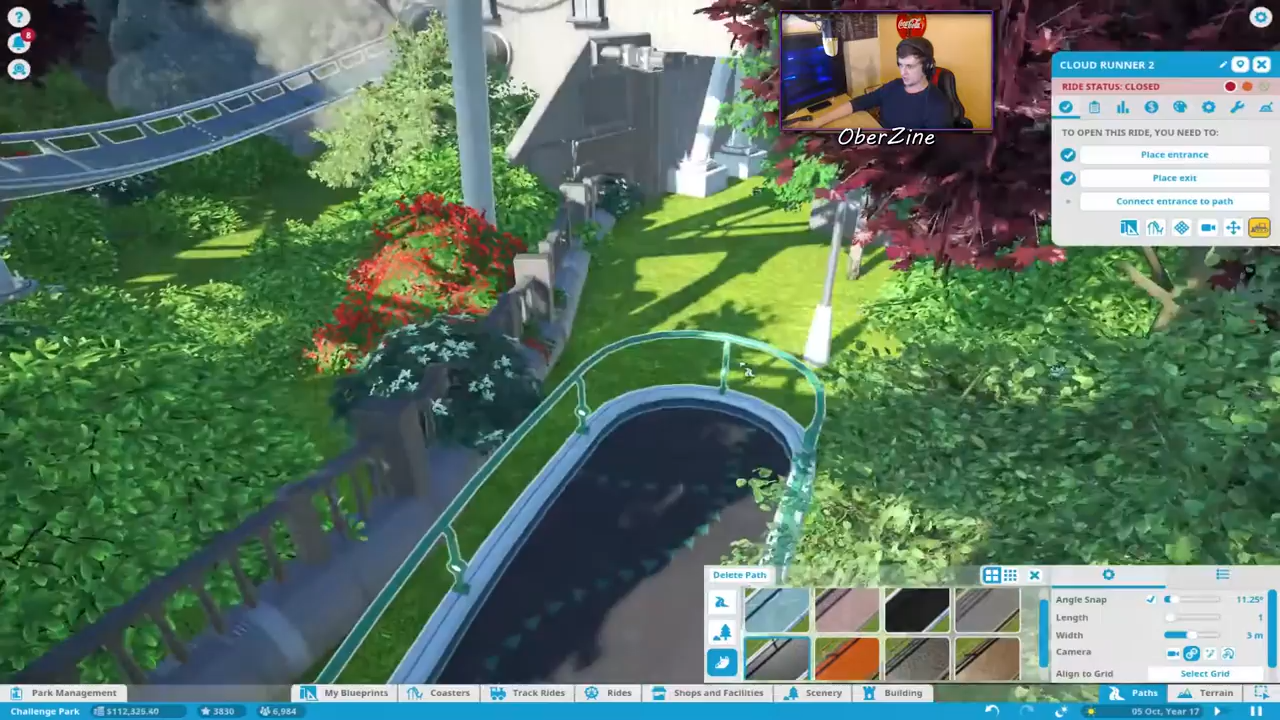 ?
8
Coca-Cola
OberZine
CLOUD RUNNER 2
RIDE STATUS: CLOSED
TO OPEN THIS RIDE, YOU NEED TO:
Place entrance
Place exit
Connect entrance to path
Delete Path
Angle Snap 11.25°
Length 1
Width 3 m
Camera
Align to Grid Select Grid
Park Management My Blueprints Coasters Track Rides Rides Shops and Facilities Scenery Building Paths Terrain
Challenge Park $112,325.40 3830 6,984 05 Oct, Year 17